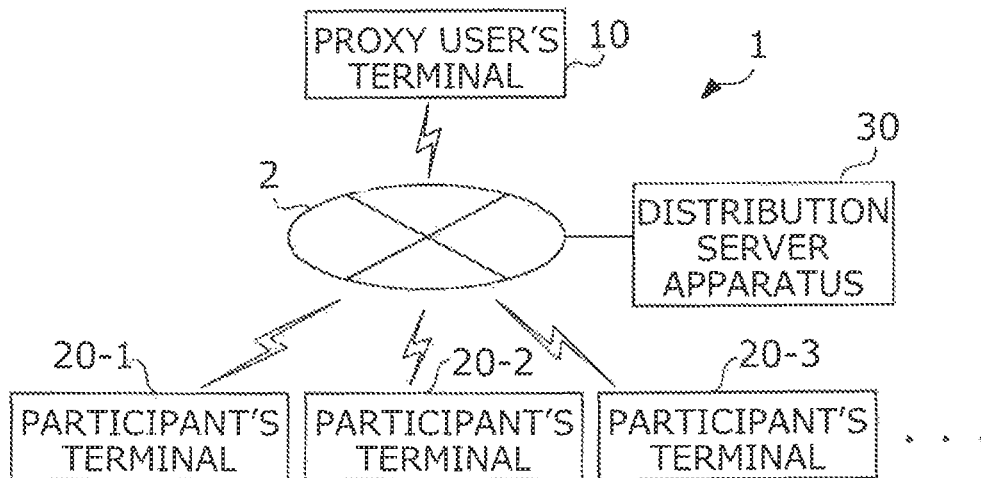 PROXY USER'S
TERMINAL
10
1
2
30
DISTRIBUTION
SERVER
APPARATUS
20-1
20-2
20-3
PARTICIPANT'S
TERMINAL
PARTICIPANT'S
TERMINAL
PARTICIPANT'S
TERMINAL
. . .